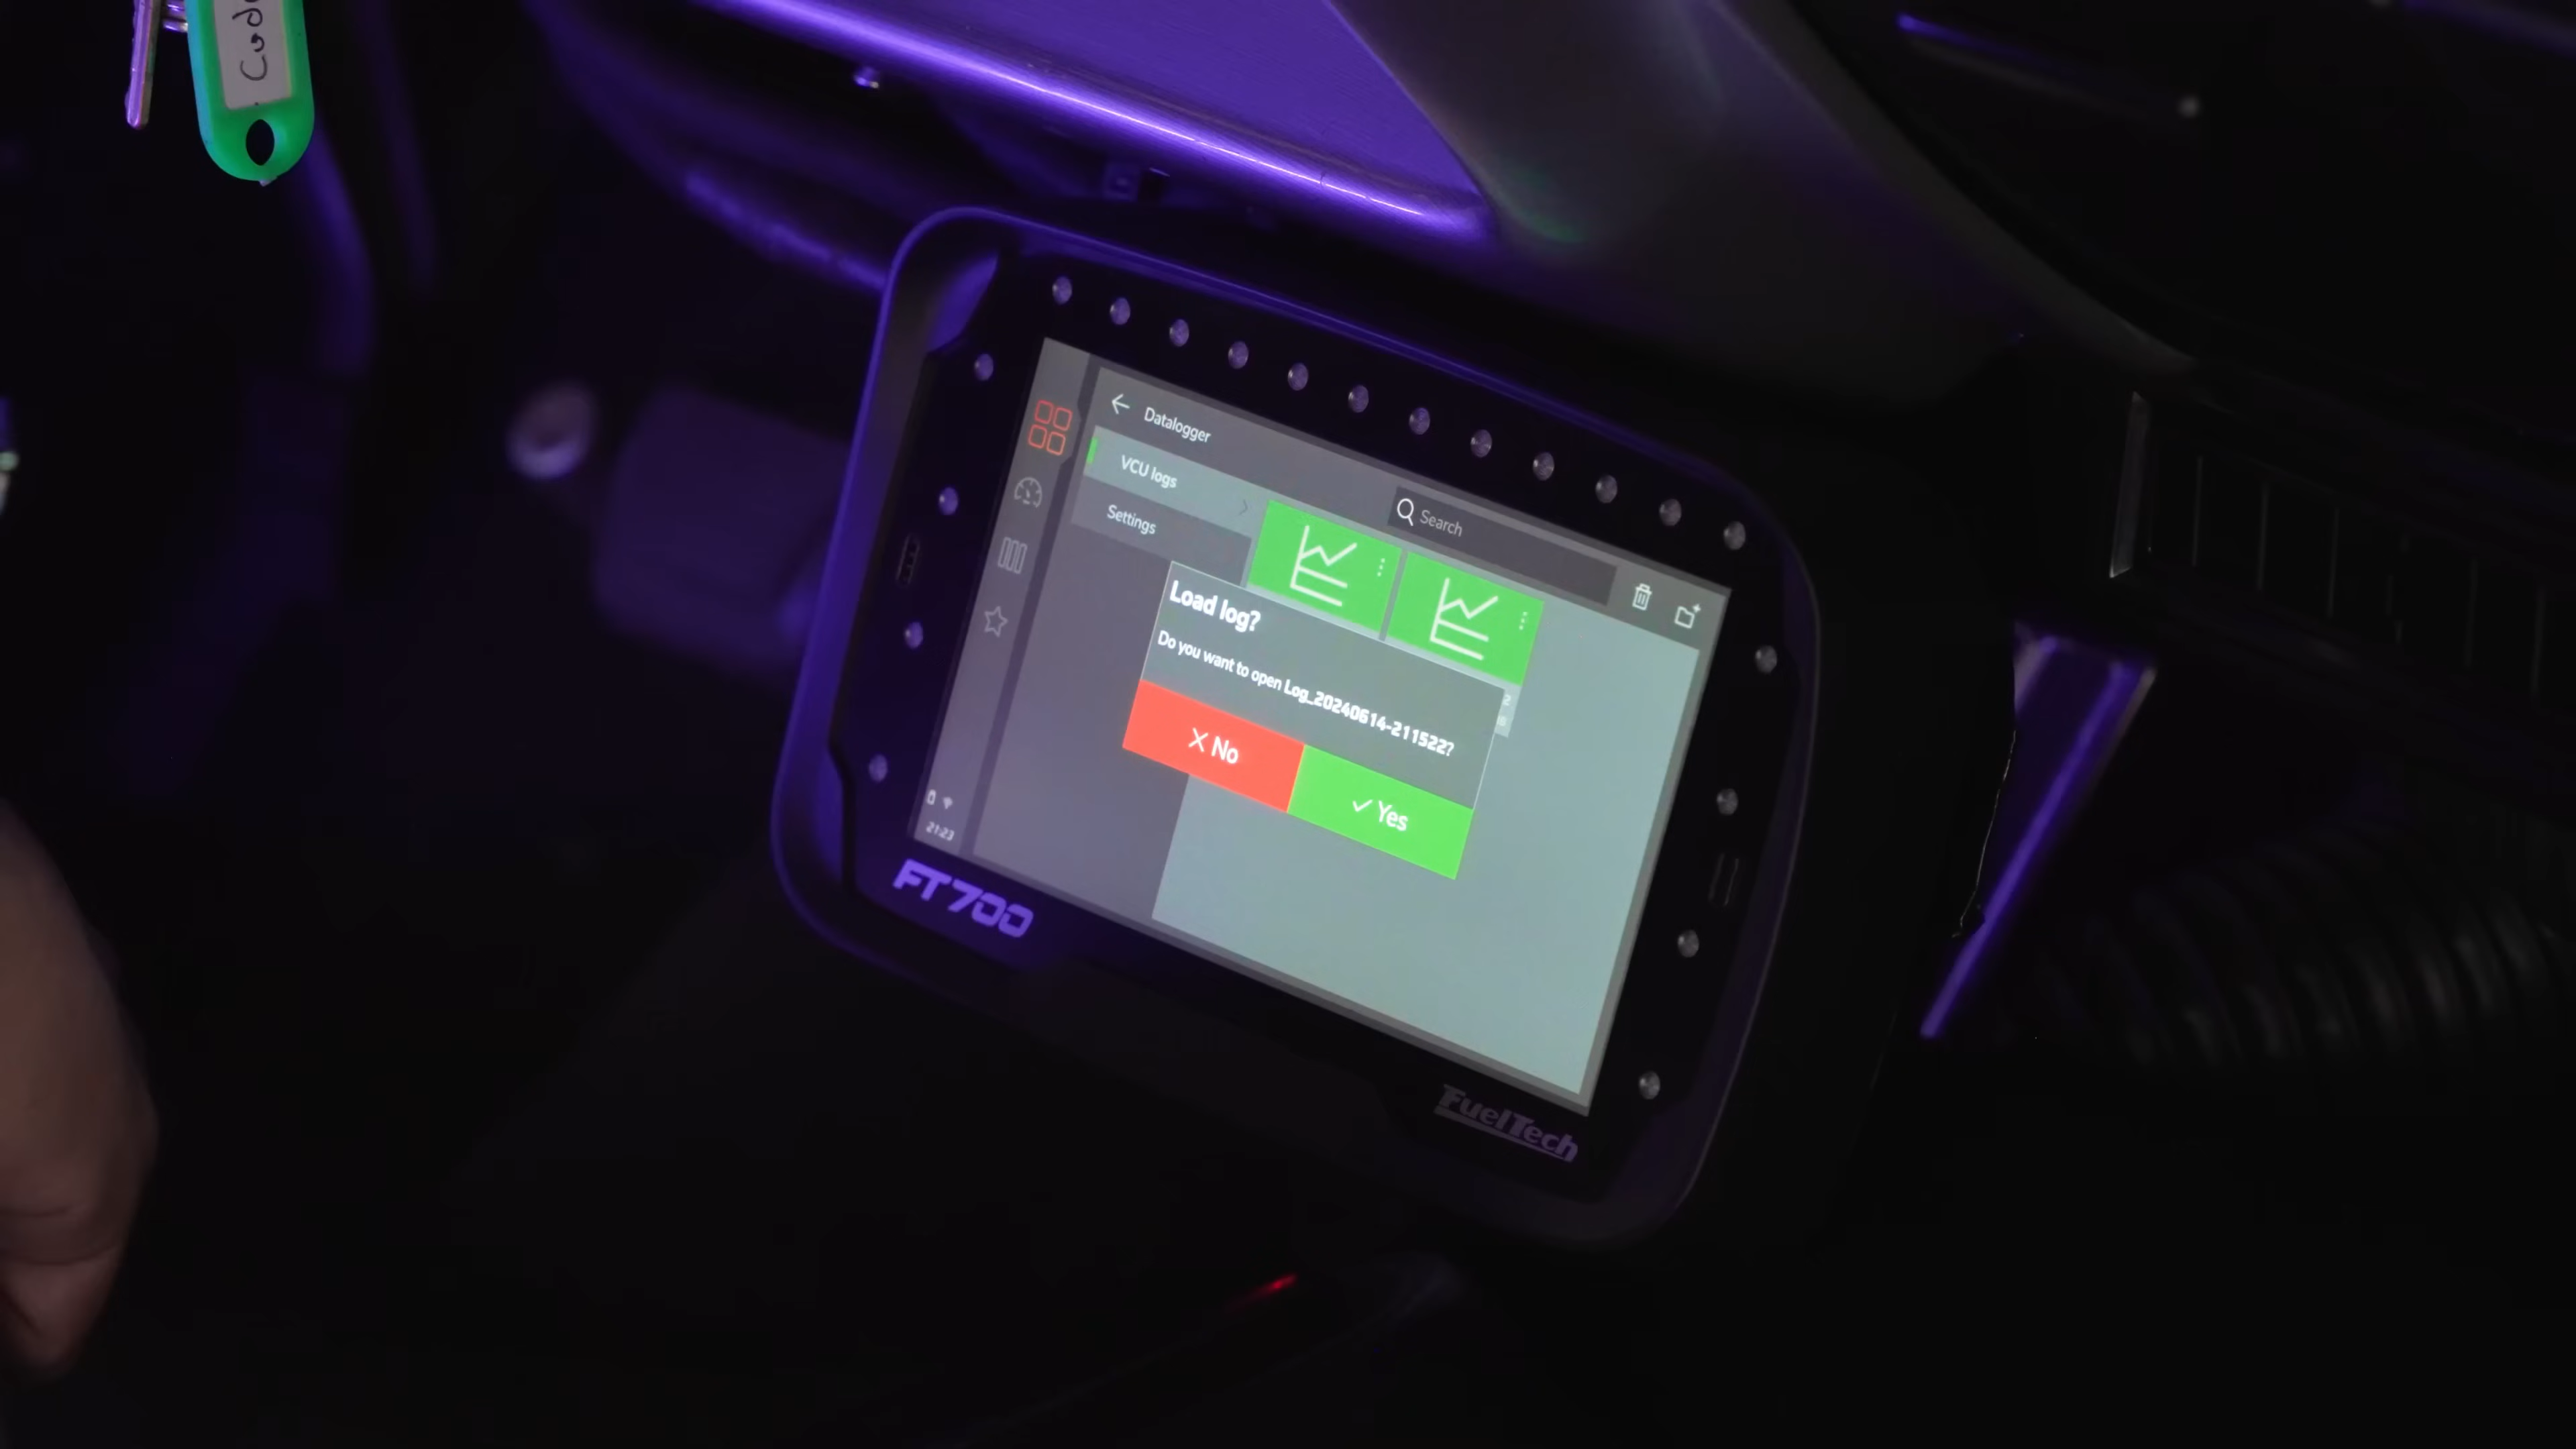 Datalogger
VCU logs
Settings
Search
Load log?
Do you want to open Log_20240614-211522?
No
Yes
21:23
FT700
FuelTech